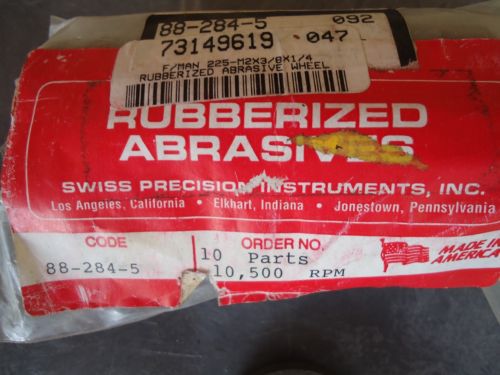 88-284-5 092
73149619 047
F/MAN 225-M2X3/8X1/4
RUBBERIZED ABRASIVE WHEEL
RUBBERIZED
ABRASIVES
SWISS PRECISION INSTRUMENTS, INC.
Los Angeles, California • Elkhart, Indiana • Jonestown, Pennsylvania
CODE ORDER NO.
88-284-5 10 Parts
10,500 RPM
MADE IN
AMERICA